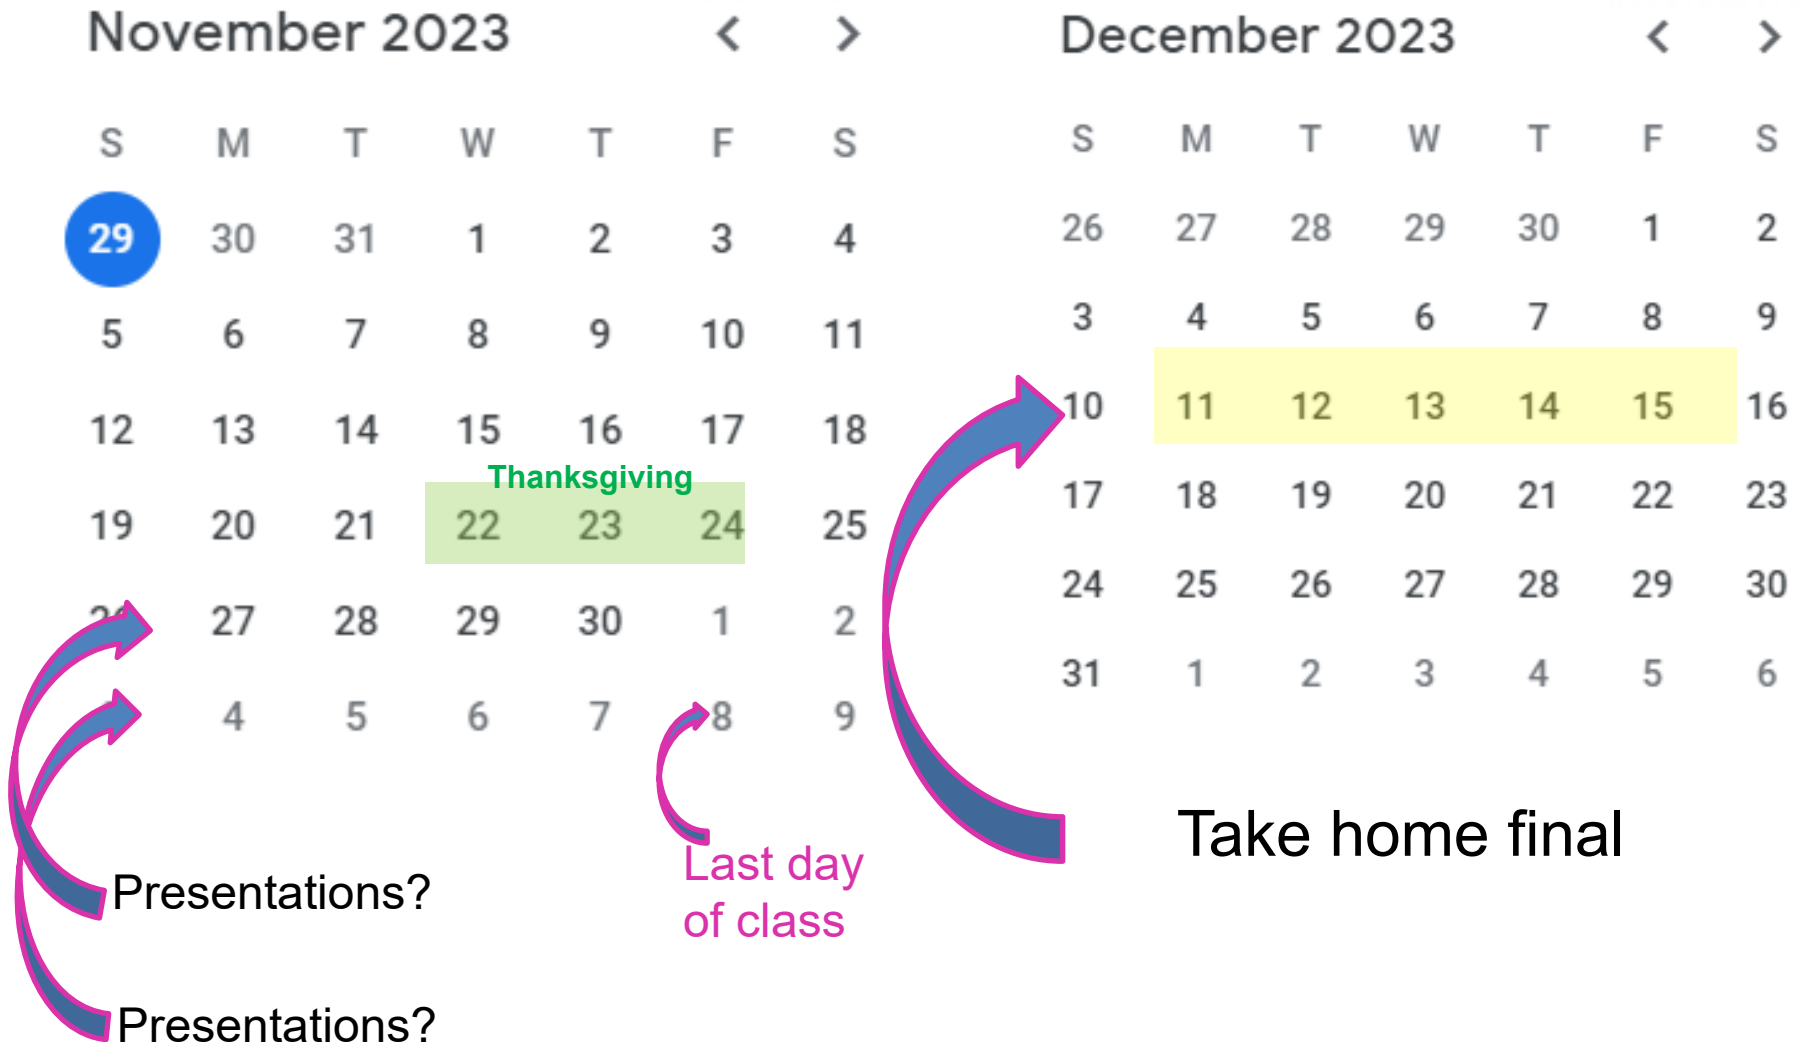 November 2023 < >
S M T W T F S
29 30 31 1 2 3 4
5 6 7 8 9 10 11
12 13 14 15 16 17 18
Thanksgiving
19 20 21 22 23 24 25
27 28 29 30 1 2
4 5 6 7 8 9
Last day
of class
Presentations?
Presentations?
December 2023 < >
S M T W T F S
26 27 28 29 30 1 2
3 4 5 6 7 8 9
10 11 12 13 14 15 16
17 18 19 20 21 22 23
24 25 26 27 28 29 30
31 1 2 3 4 5 6
Take home final